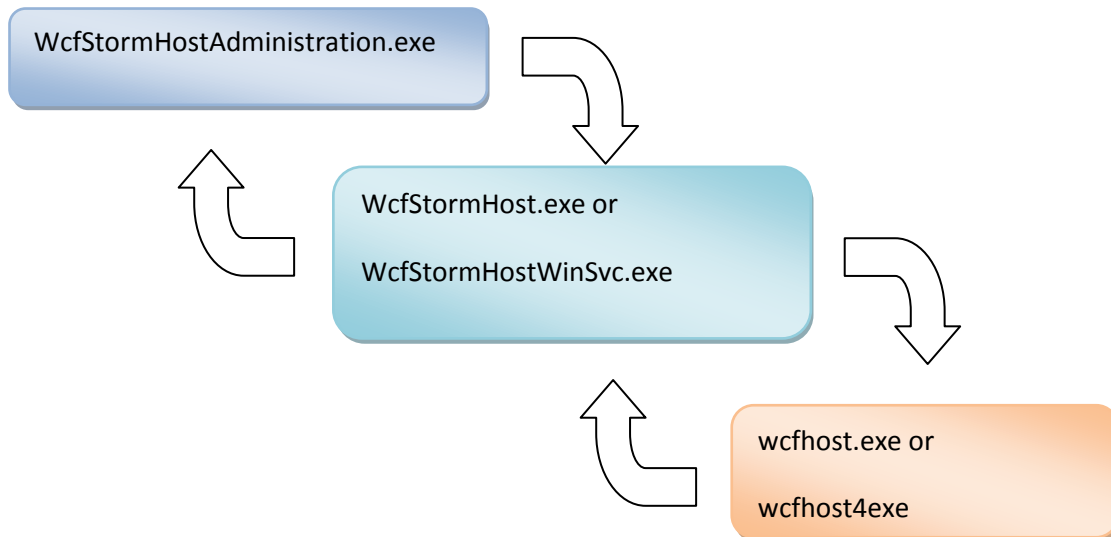 WcfStormHostAdministration.exe
WcfStormHost.exe or
WcfStormHostWinSvc.exe
wcfhost.exe or
wcfhost4exe